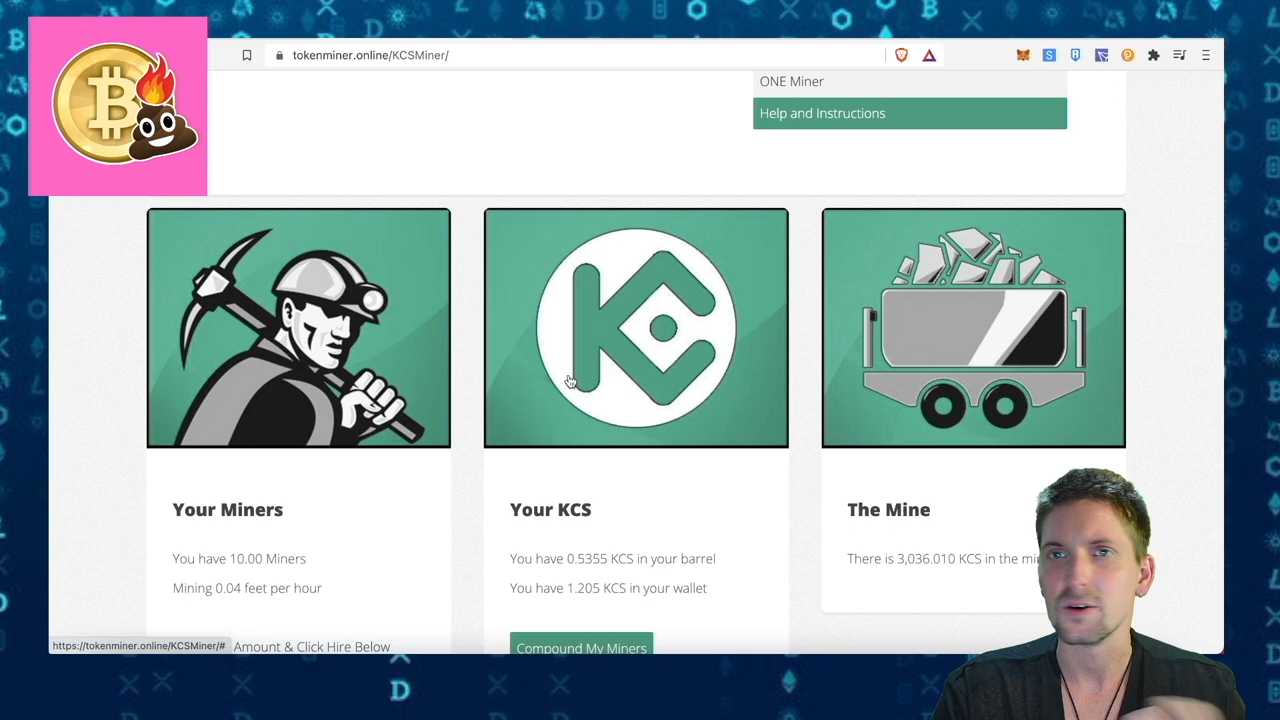 tokenminer.online/KCSMiner/
ONE Miner
Help and Instructions
Your Miners
You have 10.00 Miners
Mining 0.04 feet per hour
Amount & Click Hire Below
Your KCS
You have 0.5355 KCS in your barrel
You have 1.205 KCS in your wallet
Compound My Miners
The Mine
There is 3,036.010 KCS in the mi
https://tokenminer.online/KCSMiner/#